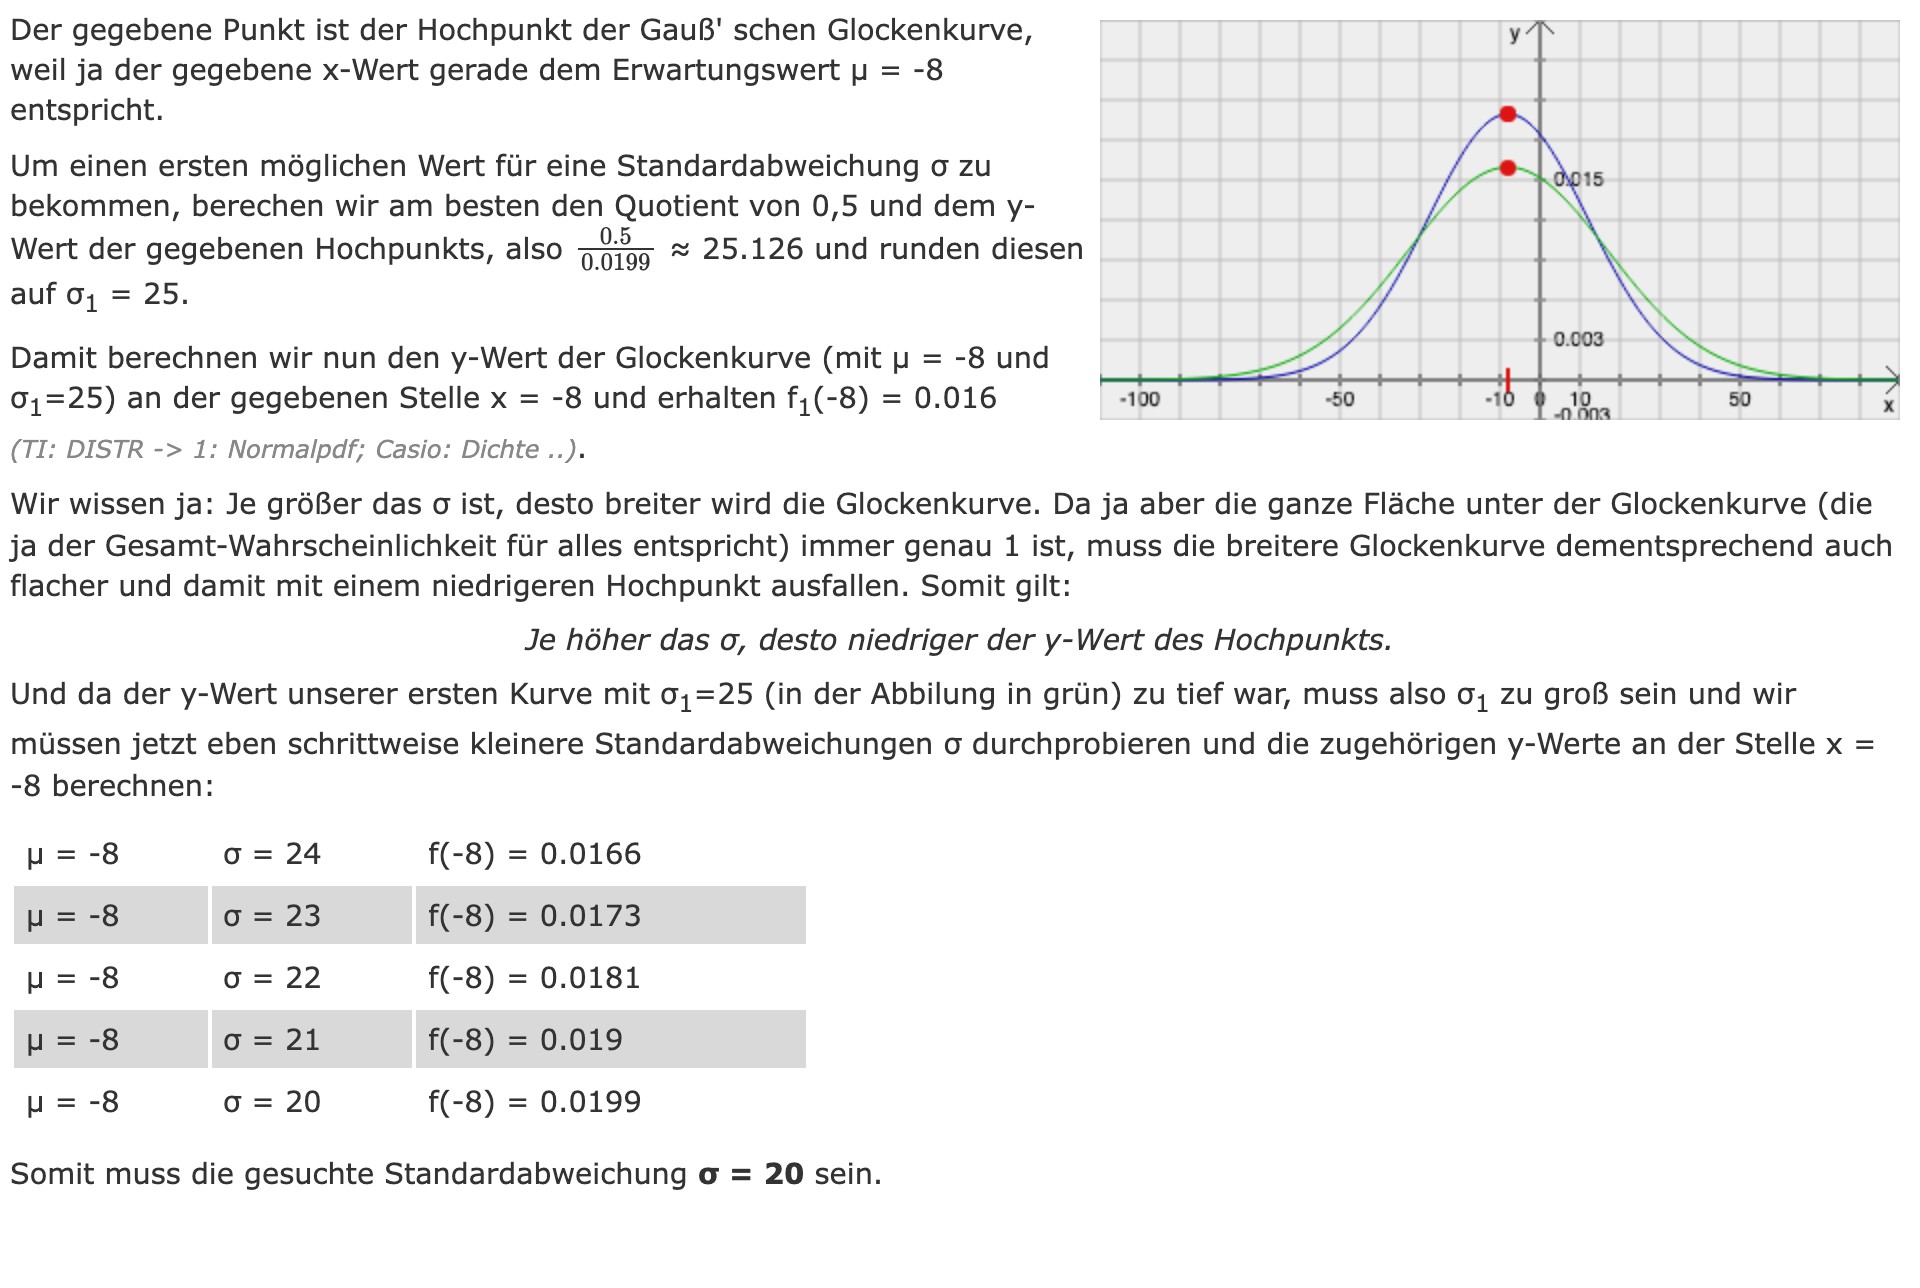 Der gegebene Punkt ist der Hochpunkt der Gauß' schen Glockenkurve,
weil ja der gegebene x-Wert gerade dem Erwartungswert μ = -8
entspricht.
Um einen ersten möglichen Wert für eine Standardabweichung σ zu
bekommen, berechen wir am besten den Quotient von 0,5 und dem y-
Wert der gegebenen Hochpunkts, also 0.5/0.0199 ≈ 25.126 und runden diesen
auf σ₁ = 25.
Damit berechnen wir nun den y-Wert der Glockenkurve (mit μ = -8 und
σ₁=25) an der gegebenen Stelle x = -8 und erhalten f₁(-8) = 0.016
(TI: DISTR -> 1: Normalpdf; Casio: Dichte ..).
y
0.015
0.003
-100 -50 -10 0 10 50 x
-0.003
Wir wissen ja: Je größer das σ ist, desto breiter wird die Glockenkurve. Da ja aber die ganze Fläche unter der Glockenkurve (die
ja der Gesamt-Wahrscheinlichkeit für alles entspricht) immer genau 1 ist, muss die breitere Glockenkurve dementsprechend auch
flacher und damit mit einem niedrigeren Hochpunkt ausfallen. Somit gilt:
Je höher das σ, desto niedriger der y-Wert des Hochpunkts.
Und da der y-Wert unserer ersten Kurve mit σ₁=25 (in der Abbilung in grün) zu tief war, muss also σ₁ zu groß sein und wir
müssen jetzt eben schrittweise kleinere Standardabweichungen σ durchprobieren und die zugehörigen y-Werte an der Stelle x =
-8 berechnen:
μ = -8 σ = 24 f(-8) = 0.0166
μ = -8 σ = 23 f(-8) = 0.0173
μ = -8 σ = 22 f(-8) = 0.0181
μ = -8 σ = 21 f(-8) = 0.019
μ = -8 σ = 20 f(-8) = 0.0199
Somit muss die gesuchte Standardabweichung σ = 20 sein.